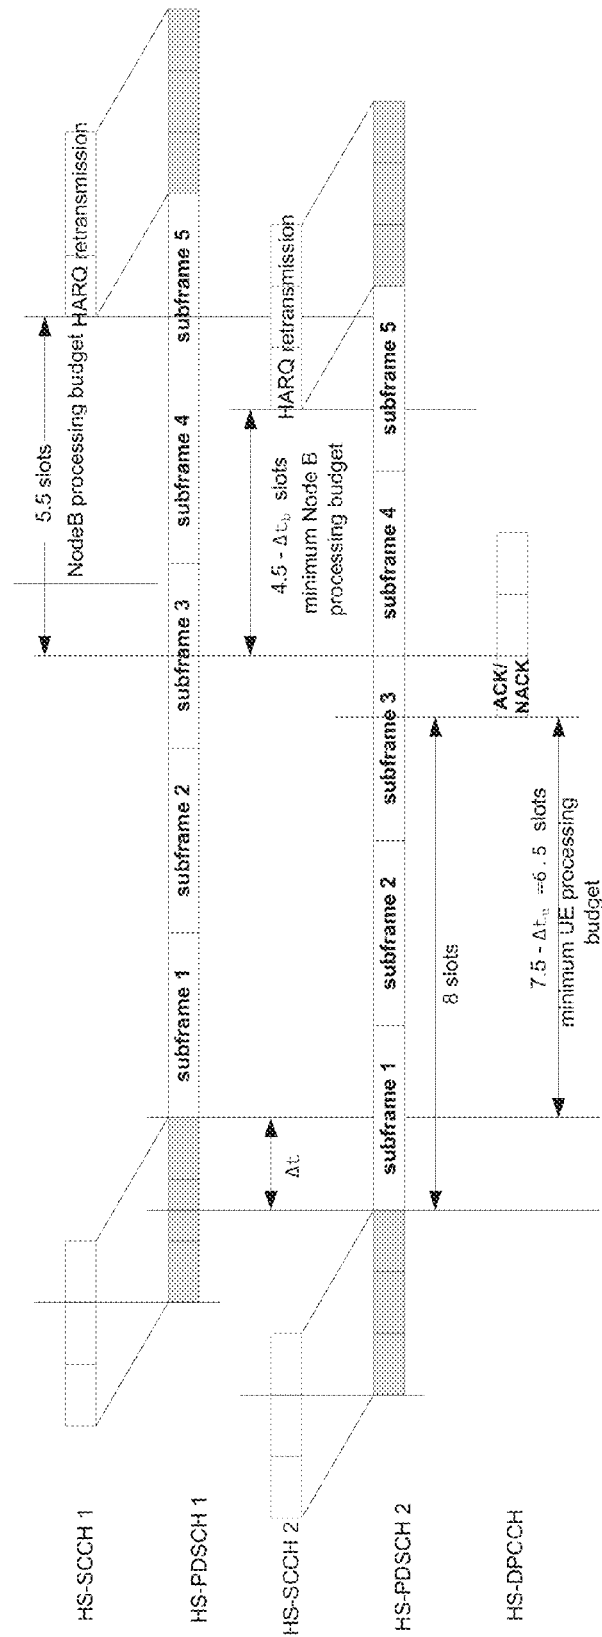 HS-SCCH 1
HARQ retransmission
5.5 slots
NodeB processing budget
HS-PDSCH 1
subframe 1
subframe 2
subframe 3
subframe 4
subframe 5
HS-SCCH 2
Δt
4.5 - Δtᵤ slots
minimum Node B
processing budget
HARQ retransmission
HS-PDSCH 2
subframe 1
subframe 2
subframe 3
subframe 4
subframe 5
8 slots
HS-DPCCH
ACK/
NACK
7.5 - Δtᵤ =6.5 slots
minimum UE processing
budget